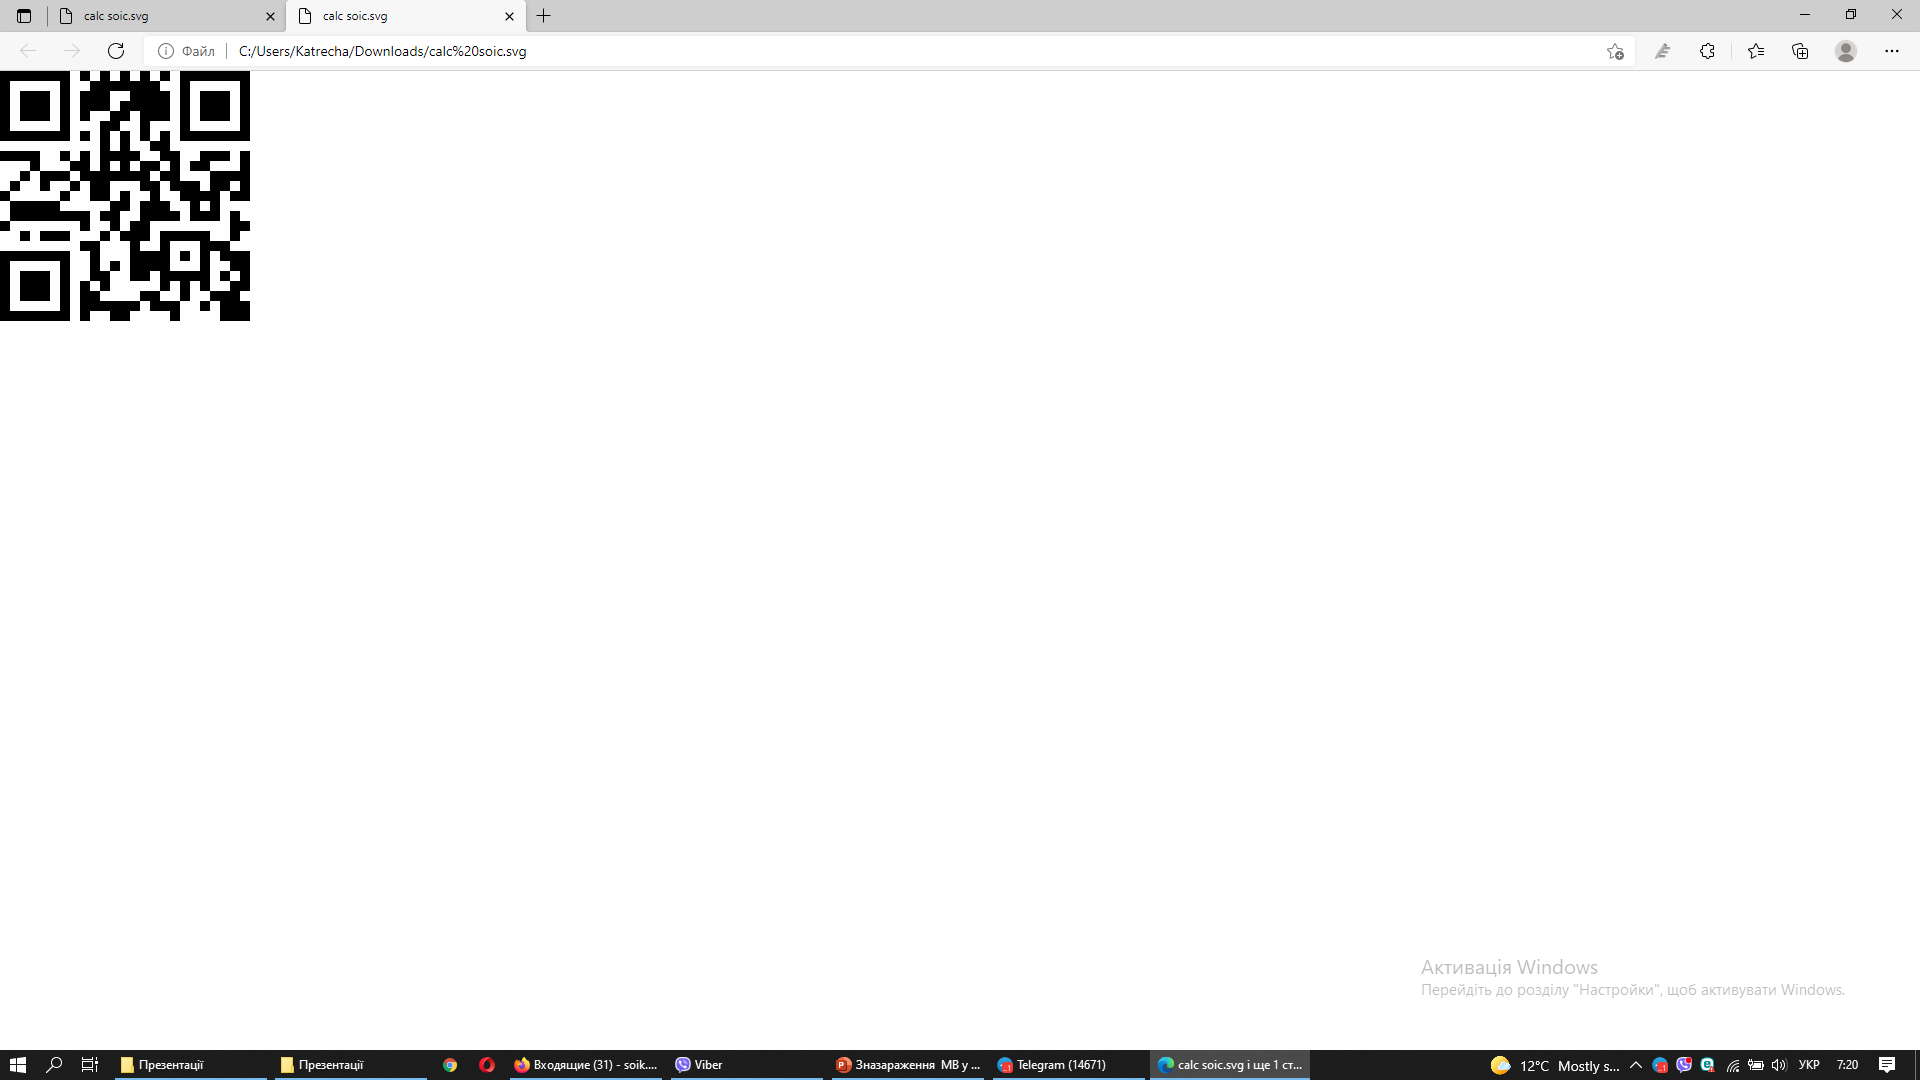 calc soic.svg
calc soic.svg
Файл
C:/Users/Katrecha/Downloads/calc%20soic.svg
Активація Windows
Перейдіть до розділу "Настройки", щоб активувати Windows.
Презентації
Презентації
Входящие (31) - soik....
Viber
Зназараження МВ у ...
Telegram (14671)
calc soic.svg і ще 1 ст...
12°C Mostly s...
УКР
7:20